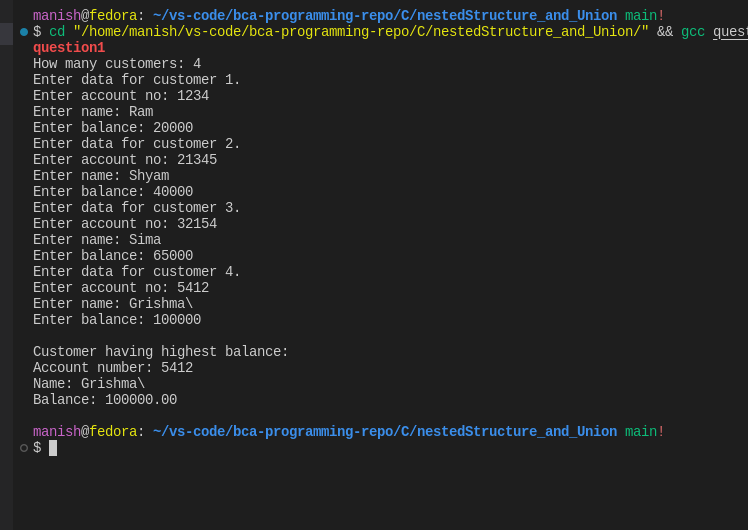 manish@fedora: ~/vs-code/bca-programming-repo/C/nestedStructure_and_Union main!
$ cd "/home/manish/vs-code/bca-programming-repo/C/nestedStructure_and_Union/" && gcc quest
question1
How many customers: 4
Enter data for customer 1.
Enter account no: 1234
Enter name: Ram
Enter balance: 20000
Enter data for customer 2.
Enter account no: 21345
Enter name: Shyam
Enter balance: 40000
Enter data for customer 3.
Enter account no: 32154
Enter name: Sima
Enter balance: 65000
Enter data for customer 4.
Enter account no: 5412
Enter name: Grishma\
Enter balance: 100000

Customer having highest balance:
Account number: 5412
Name: Grishma\
Balance: 100000.00

manish@fedora: ~/vs-code/bca-programming-repo/C/nestedStructure_and_Union main!
$